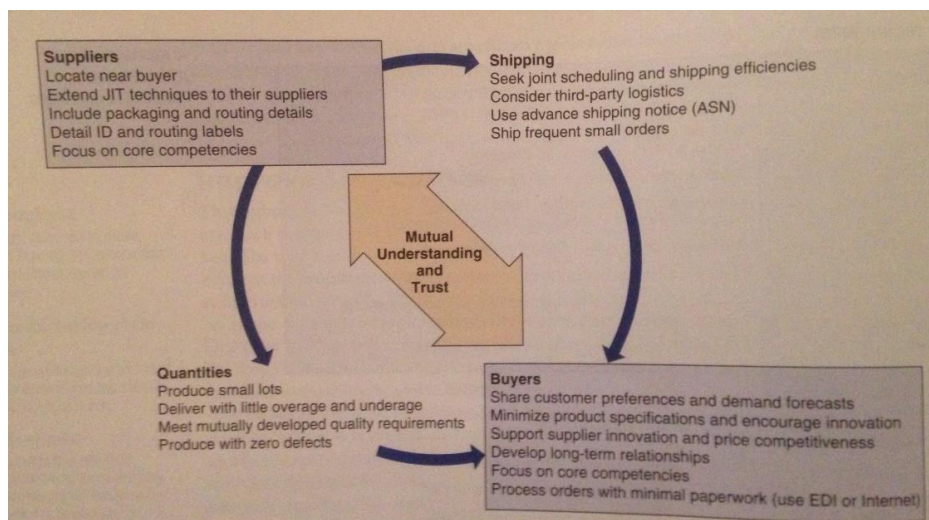 Suppliers
Locate near buyer
Extend JIT techniques to their suppliers
Include packaging and routing details
Detail ID and routing labels
Focus on core competencies
Shipping
Seek joint scheduling and shipping efficiencies
Consider third-party logistics
Use advance shipping notice (ASN)
Ship frequent small orders
Mutual
Understanding
and
Trust
Quantities
Produce small lots
Deliver with little overage and underage
Meet mutually developed quality requirements
Produce with zero defects
Buyers
Share customer preferences and demand forecasts
Minimize product specifications and encourage innovation
Support supplier innovation and price competitiveness
Develop long-term relationships
Focus on core competencies
Process orders with minimal paperwork (use EDI or Internet)